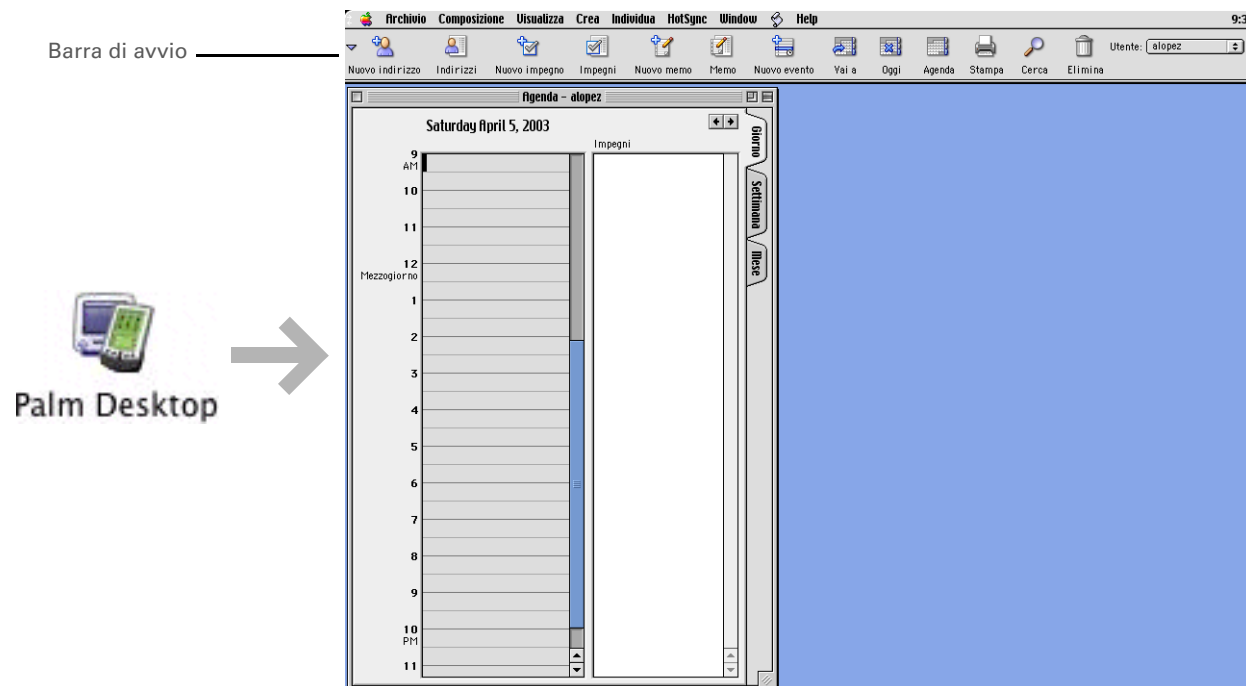 Archivio Composizione Visualizza Crea Individua HotSync Window Help 9:3
Barra di avvio
Utente: alopez
Nuovo indirizzo Indirizzi Nuovo impegno Impegni Nuovo memo Memo Nuovo evento Vai a Oggi Agenda Stampa Cerca Elimina
Agenda - alopez
Saturday April 5, 2003
Impegni
9
AM
10
11
12
Mezzogiorno
1
2
3
4
5
6
7
8
9
10
PM
11
Giorno
Settimana
Mese
Palm Desktop